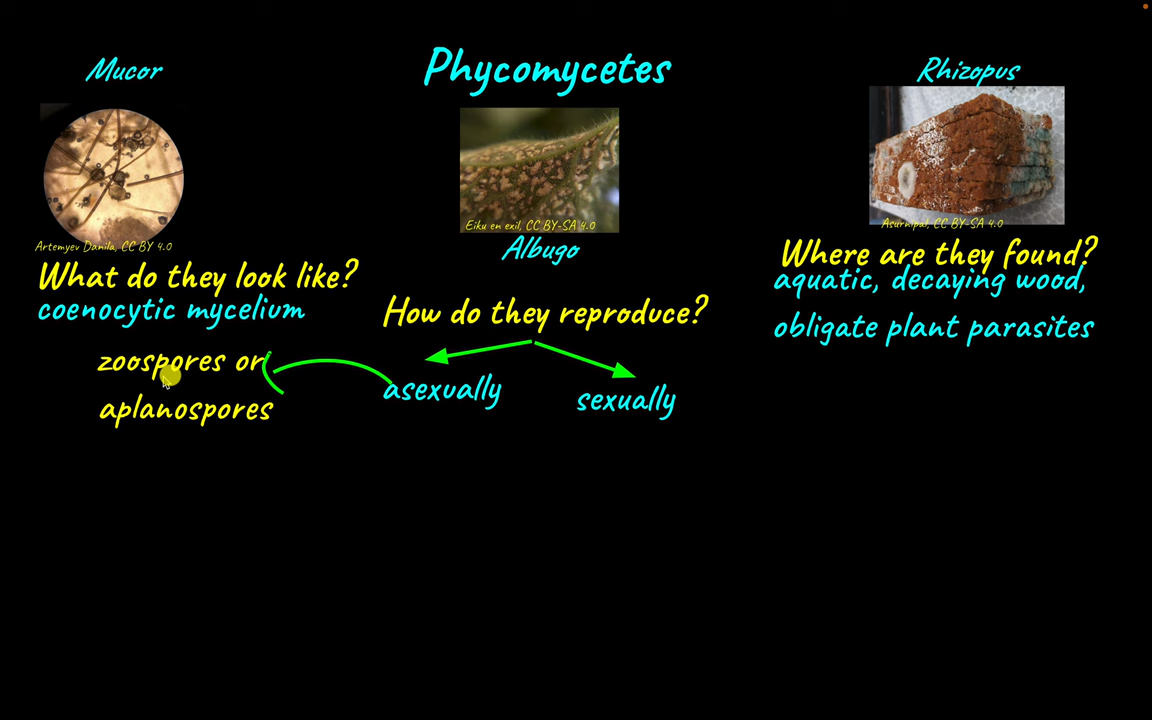 Mucor
Phycomycetes
Rhizopus
Eiku en exil, CC BY-SA 4.0
Asurnipal, CC BY-SA 4.0
Artemyev Danila, CC BY 4.0
Albugo
What do they look like?
coenocytic mycelium
Where are they found?
aquatic, decaying wood,
obligate plant parasites
How do they reproduce?
zoospores or
aplanospores
asexually
sexually